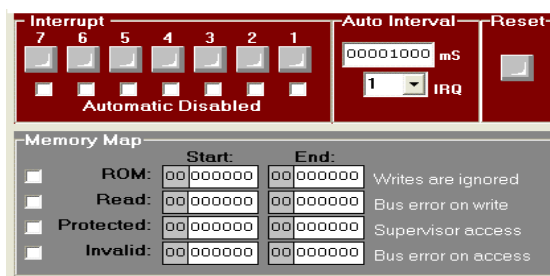 Interrupt
7 6 5 4 3 2 1
Automatic Disabled
Auto Interval
00001000 mS
1 IRQ
Reset
Memory Map
Start: End:
ROM: 00 000000 00 000000 Writes are ignored
Read: 00 000000 00 000000 Bus error on write
Protected: 00 000000 00 000000 Supervisor access
Invalid: 00 000000 00 000000 Bus error on access